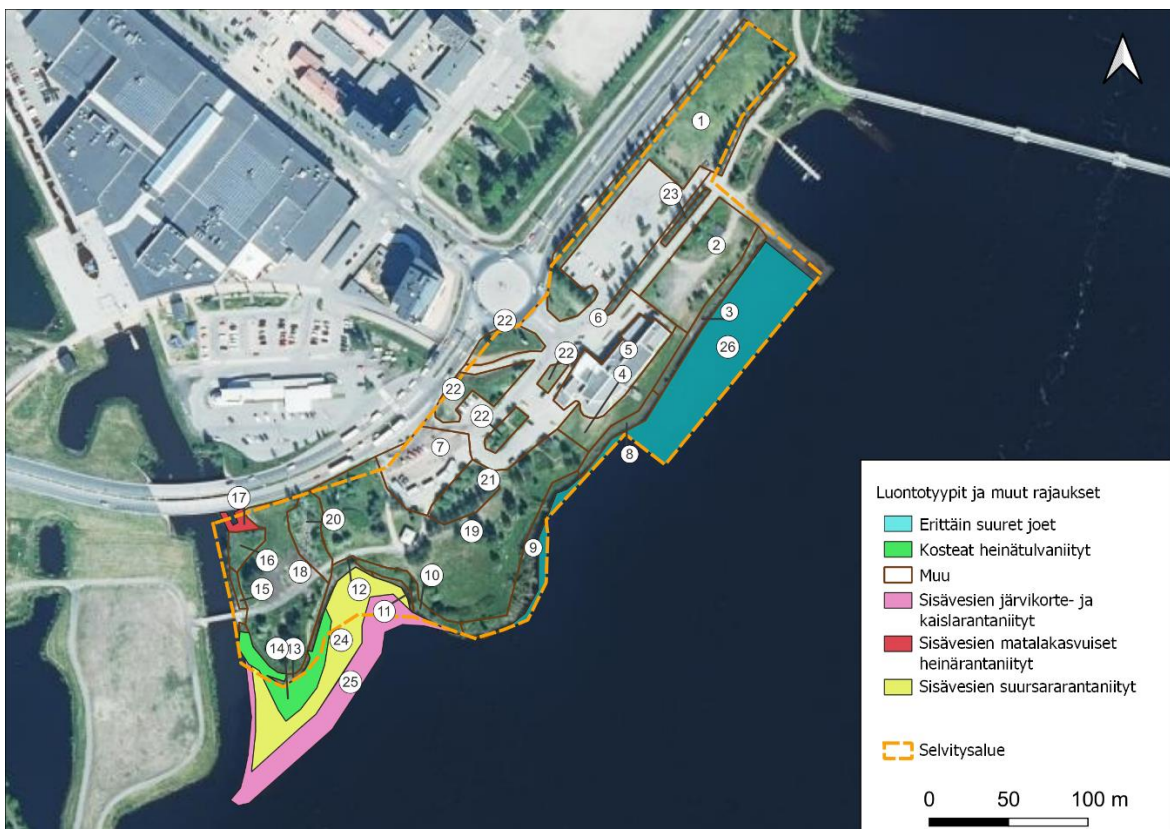 1
23
2
3
6
22
5
26
22
4
22
22
7
8
21
17
20
19
9
16
18
10
12
15
11
24
14
13
25
Luontotyypit ja muut rajaukset
Erittäin suuret joet
Kosteat heinätulvaniityt
Muu
Sisävesien järvikorte- ja
kaislarantaniityt
Sisävesien matalakasvuiset
heinärantaniityt
Sisävesien suursararantaniityt
Selvitysalue
0 50 100 m